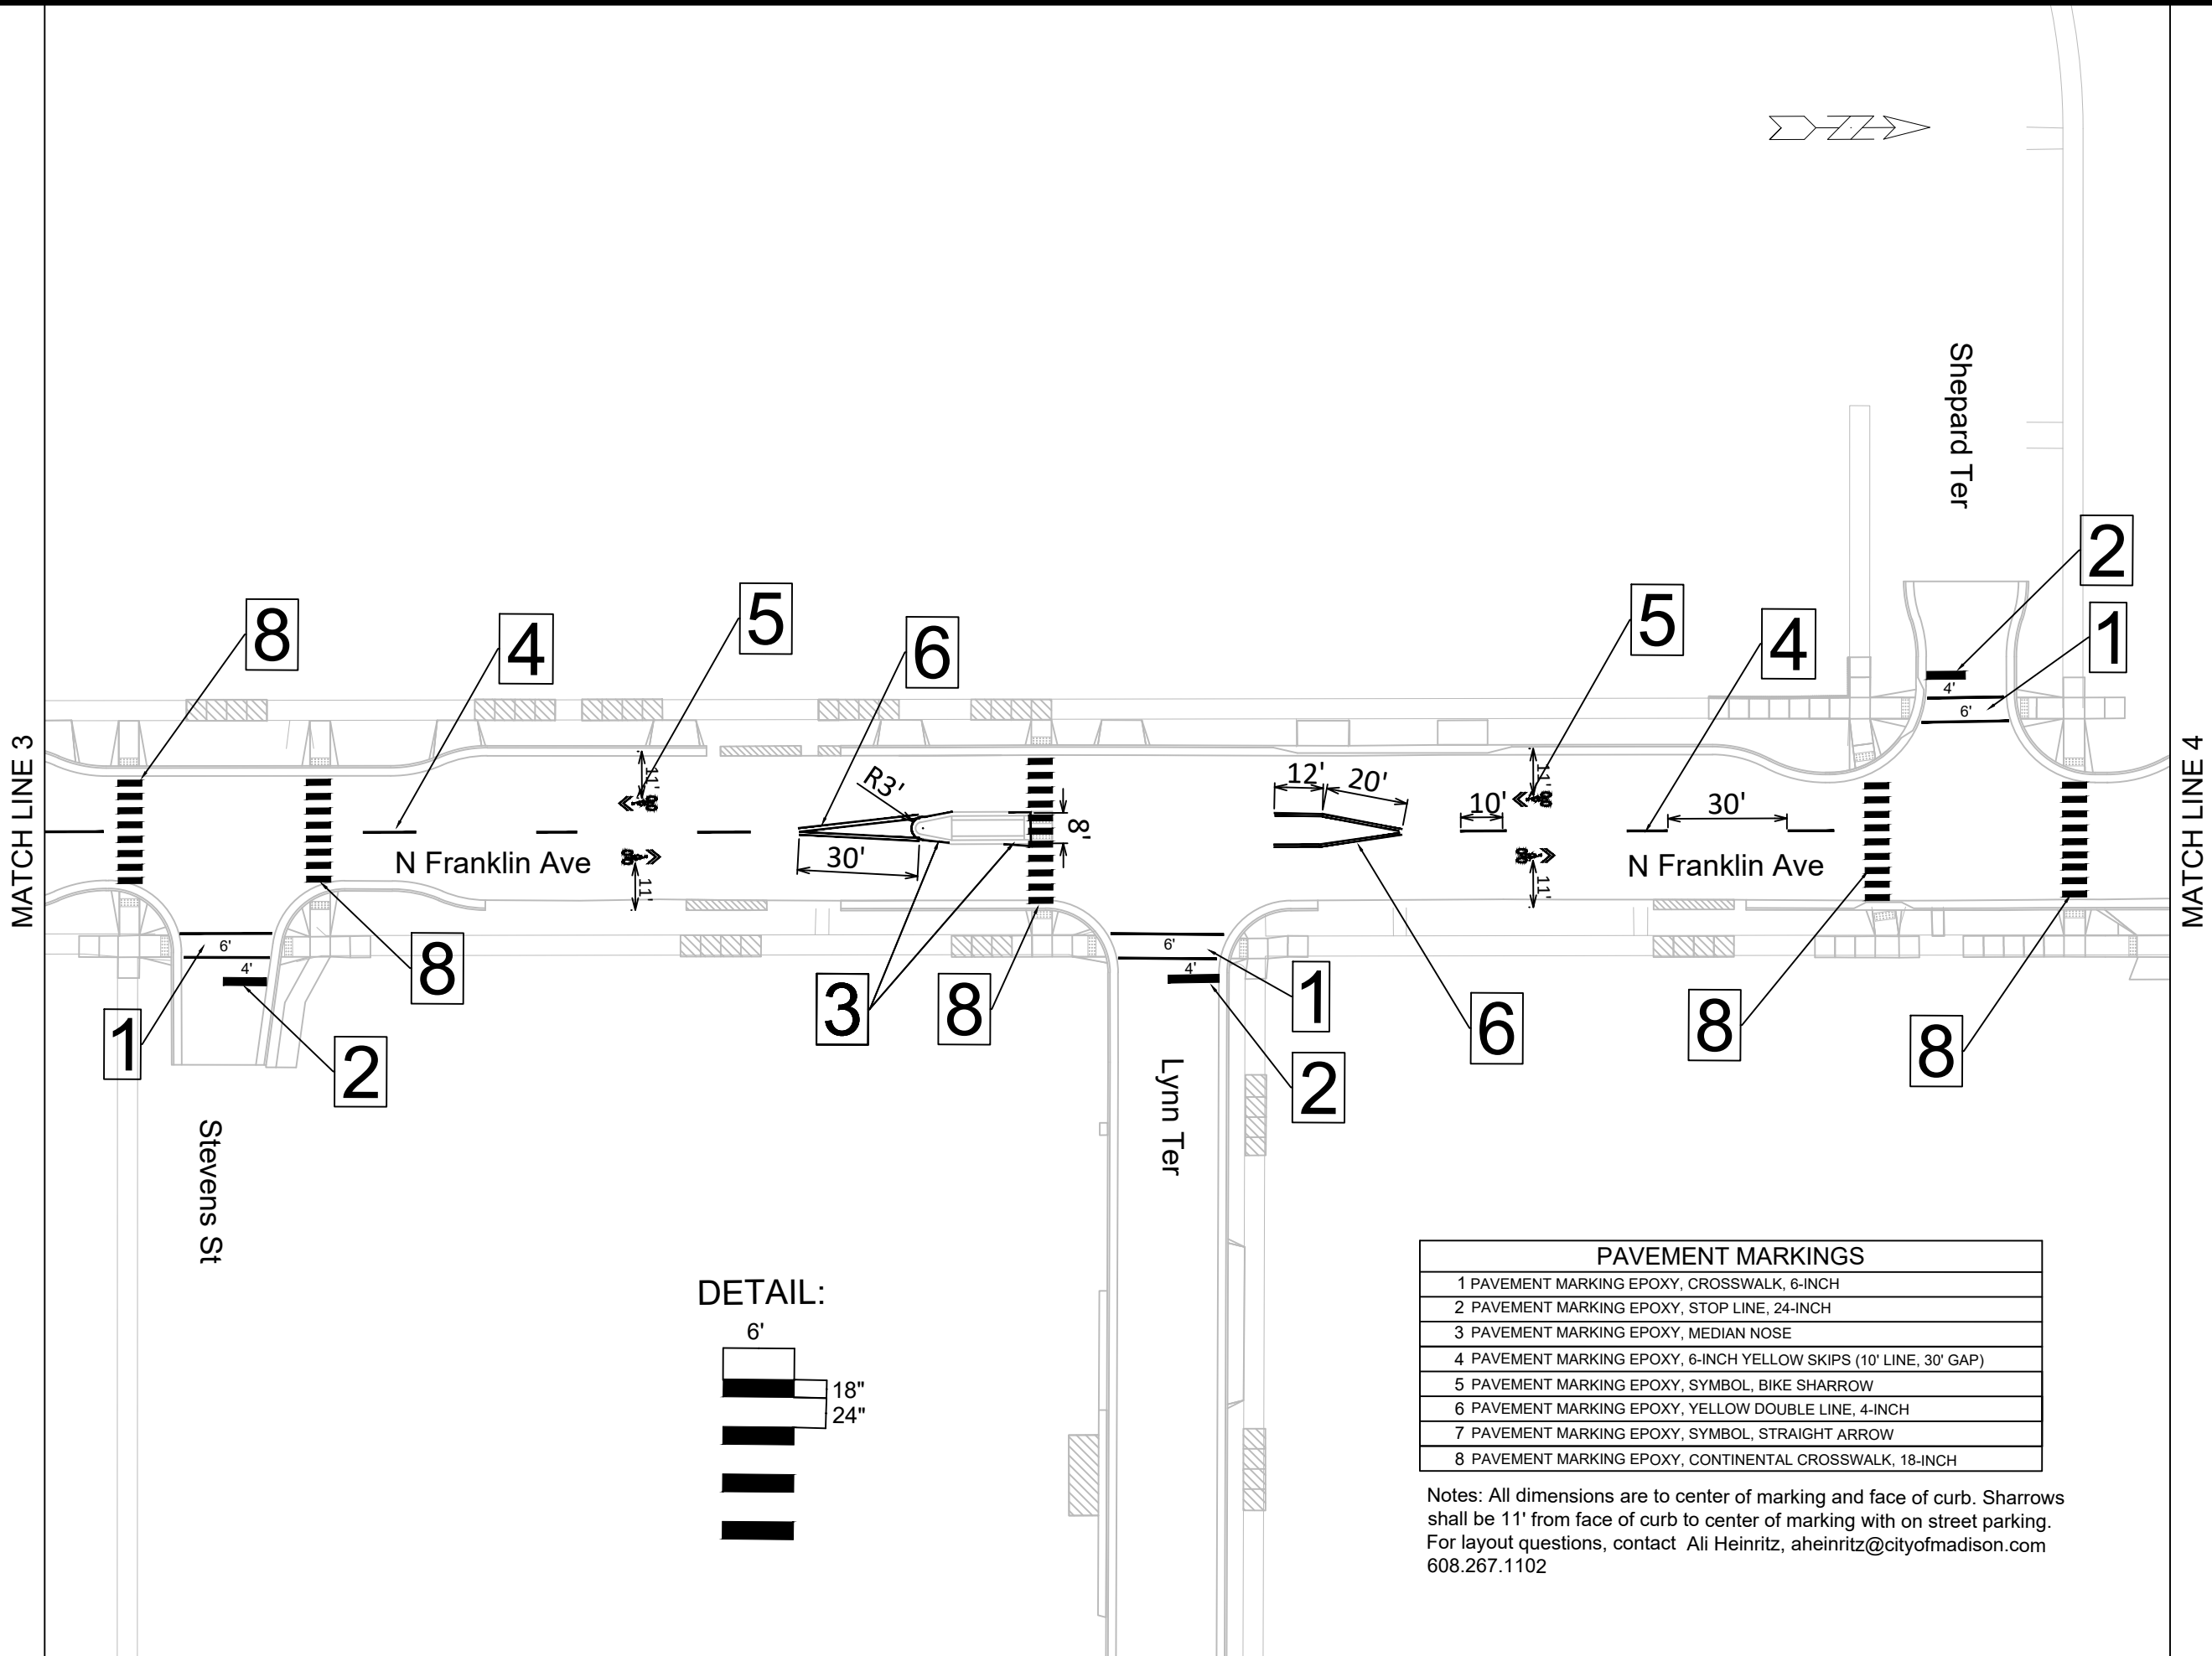 MATCH LINE 3
MATCH LINE 4
Shepard Ter
2
1
4'
6'
8
4
5
6
5
4
11'
R3'
30'
8'
12'
20'
10'
11'
30'
N Franklin Ave
11'
11'
N Franklin Ave
6'
4'
1
2
8
3
8
6'
4'
1
2
6
8
8
Stevens St
Lynn Ter
DETAIL:
6'
18"
24"
PAVEMENT MARKINGS
1 PAVEMENT MARKING EPOXY, CROSSWALK, 6-INCH
2 PAVEMENT MARKING EPOXY, STOP LINE, 24-INCH
3 PAVEMENT MARKING EPOXY, MEDIAN NOSE
4 PAVEMENT MARKING EPOXY, 6-INCH YELLOW SKIPS (10' LINE, 30' GAP)
5 PAVEMENT MARKING EPOXY, SYMBOL, BIKE SHARROW
6 PAVEMENT MARKING EPOXY, YELLOW DOUBLE LINE, 4-INCH
7 PAVEMENT MARKING EPOXY, SYMBOL, STRAIGHT ARROW
8 PAVEMENT MARKING EPOXY, CONTINENTAL CROSSWALK, 18-INCH
Notes: All dimensions are to center of marking and face of curb. Sharrows
shall be 11' from face of curb to center of marking with on street parking.
For layout questions, contact Ali Heinritz, aheinritz@cityofmadison.com
608.267.1102